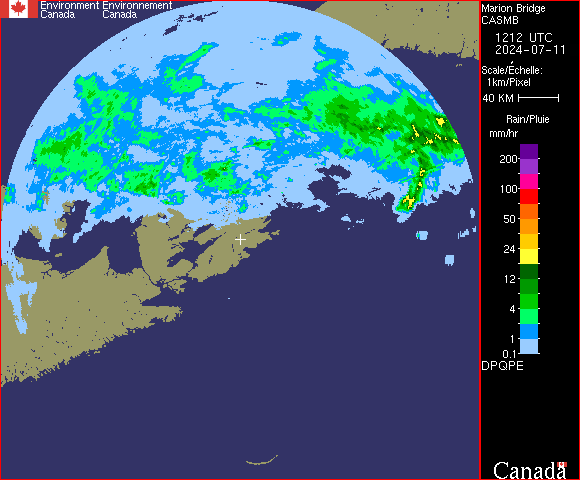 Environment Environnement
Canada Canada
Marion Bridge
CASMB
1212 UTC
2024-07-11
Scale/Échelle:
1km/Pixel
40 KM
Rain/Pluie
mm/hr
200
100
50
24
12
4
1
0.1
DPQPE
Canada